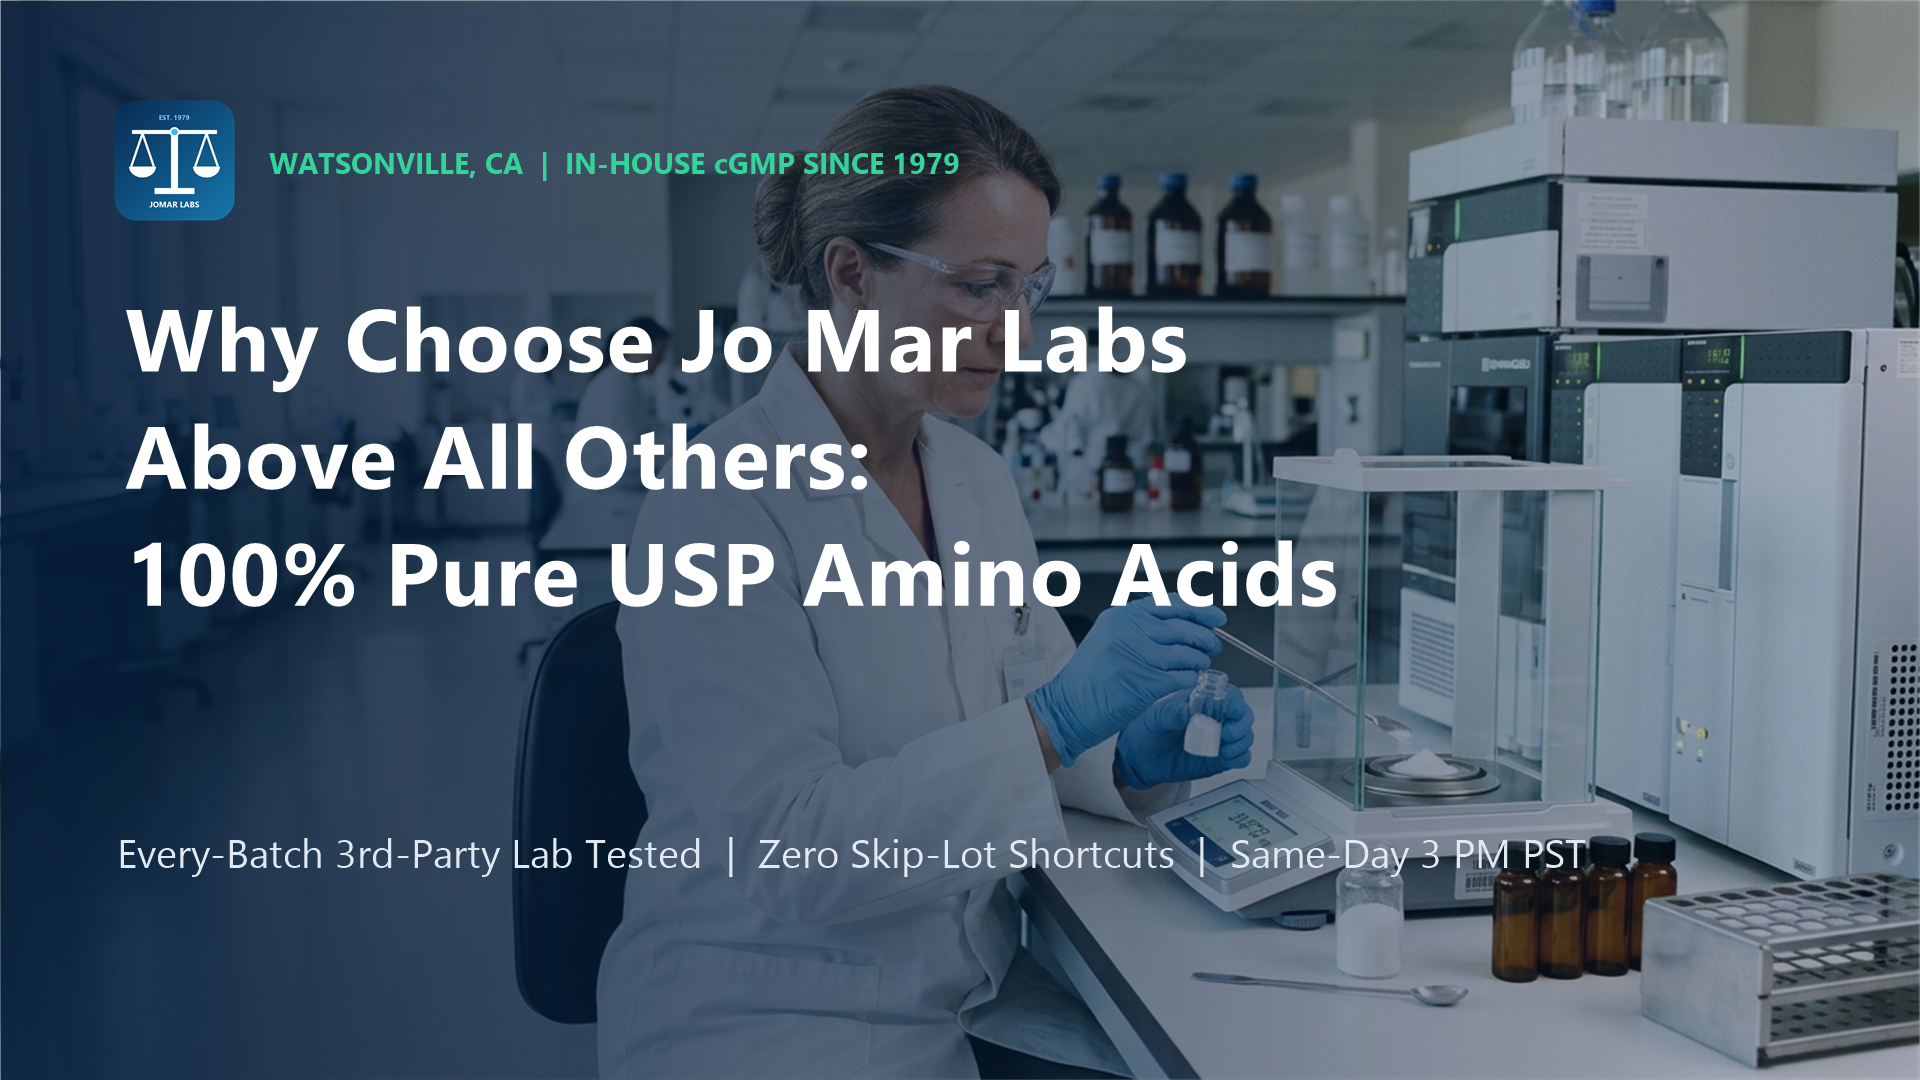 EST. 1979
JOMAR LABS
WATSONVILLE, CA | IN-HOUSE cGMP SINCE 1979
Why Choose Jo Mar Labs
Above All Others:
100% Pure USP Amino Acids
Every-Batch 3rd-Party Lab Tested | Zero Skip-Lot Shortcuts | Same-Day 3 PM PST